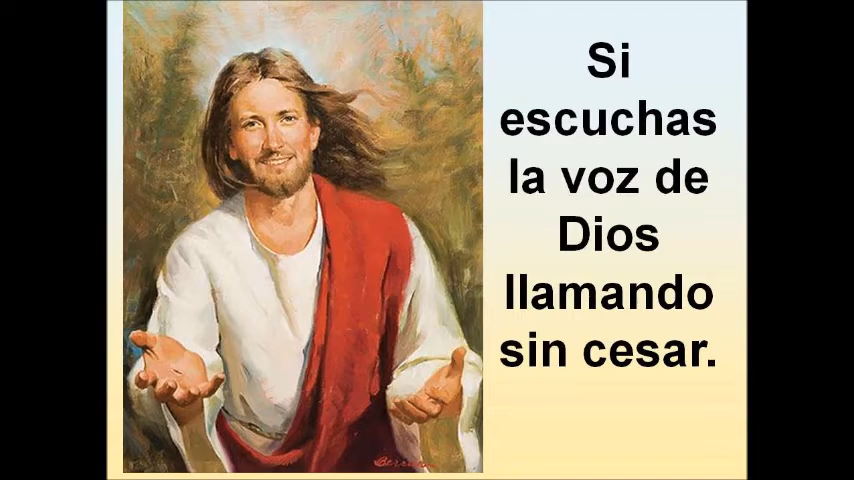 Si
escuchas
la voz de
Dios
llamando
sin cesar.